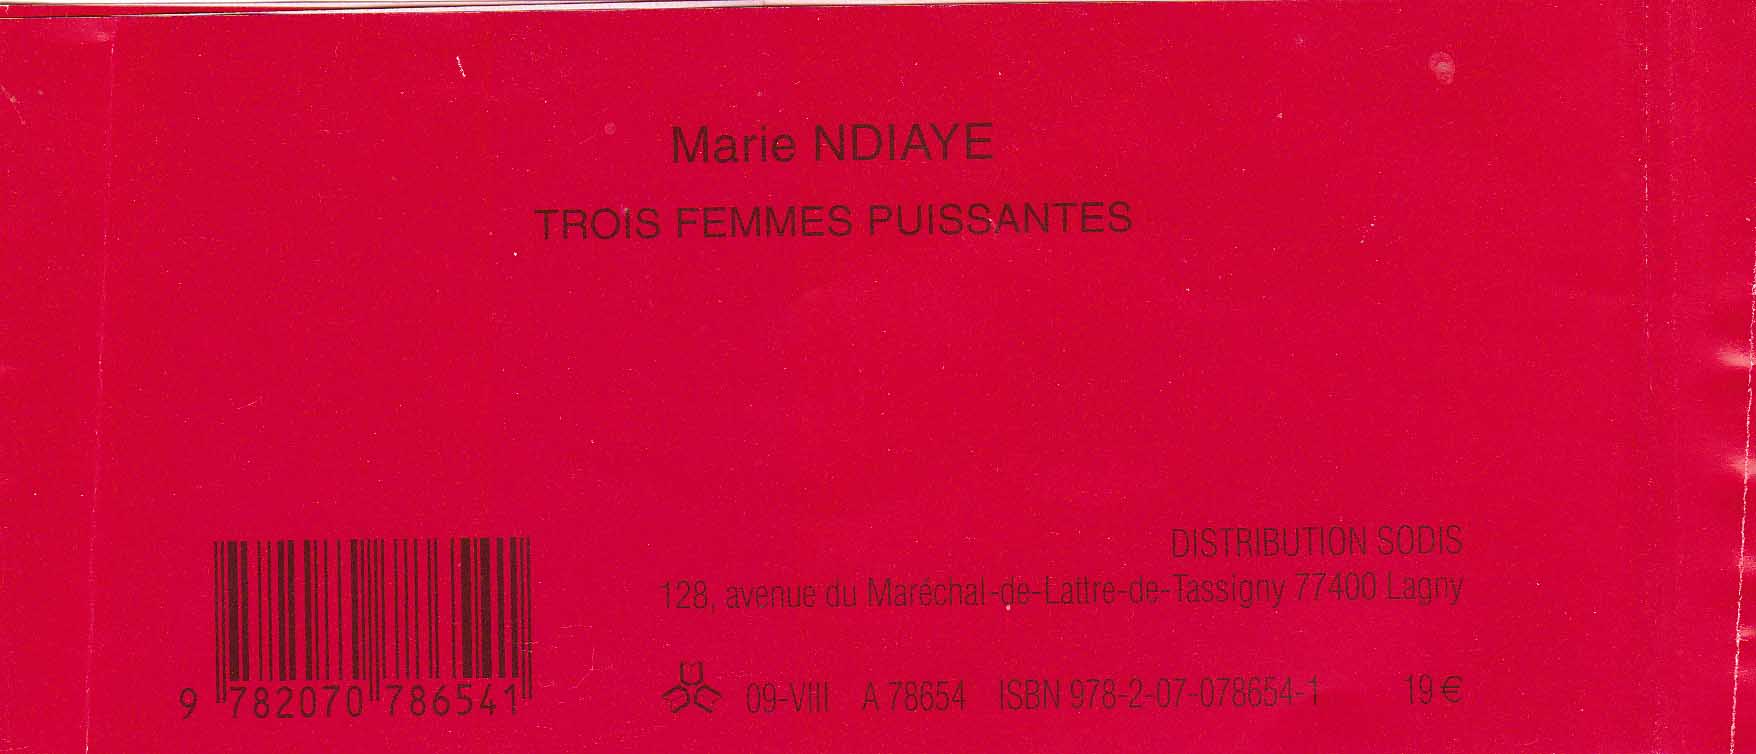 Marie NDIAYE
TROIS FEMMES PUISSANTES
DISTRIBUTION SODIS
128, avenue du Maréchal-de-Lattre-de-Tassigny 77400 Lagny
9 782070 786541
09-VIII A 78654 ISBN 978-2-07-078654-1 19 €